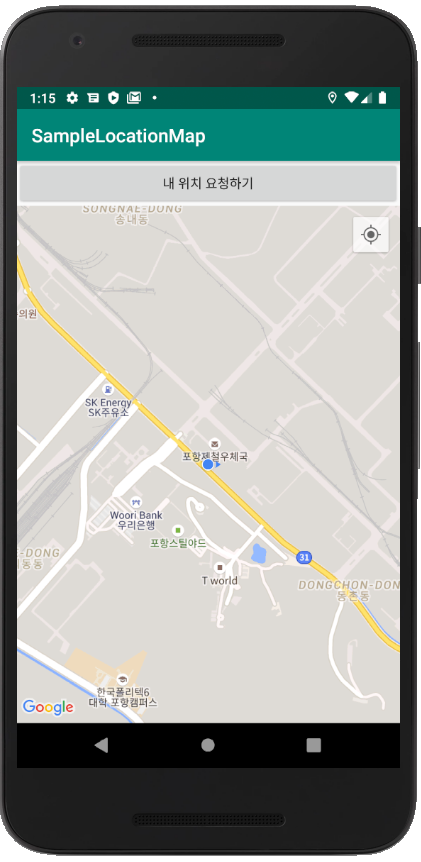 1:15
SampleLocationMap
내 위치 요청하기
SONGNAE-DONG
송내동
의원
SK Energy
SK주유소
포항제철우체국
Woori Bank
우리은행
포항스틸야드
-DONG
동
31
T world
DONGCHON-DON
동촌동
한국폴리텍6
대학 포항캠퍼스
Google